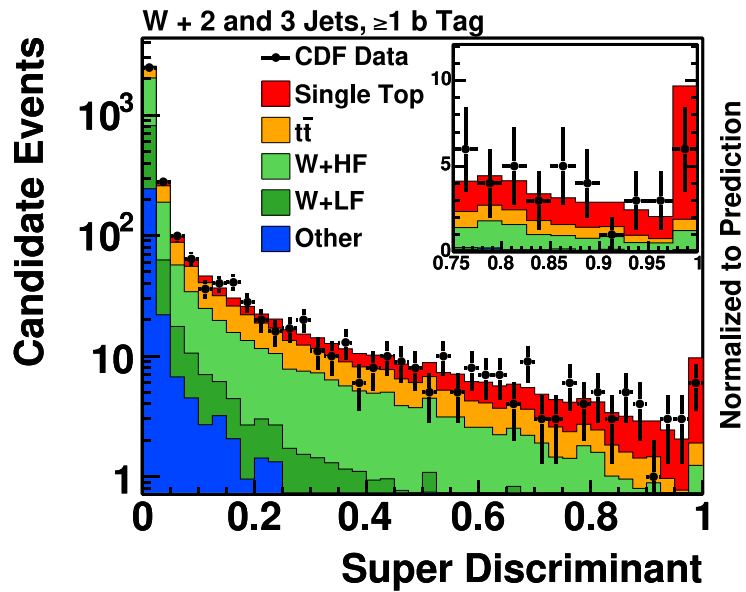 W + 2 and 3 Jets, ≥1 b Tag
Candidate Events
10³
10²
10
1
CDF Data
Single Top
tt̄
W+HF
W+LF
Other
10
5
0
0.75 0.8 0.85 0.9 0.95 1
Normalized to Prediction
0 0.2 0.4 0.6 0.8 1
Super Discriminant